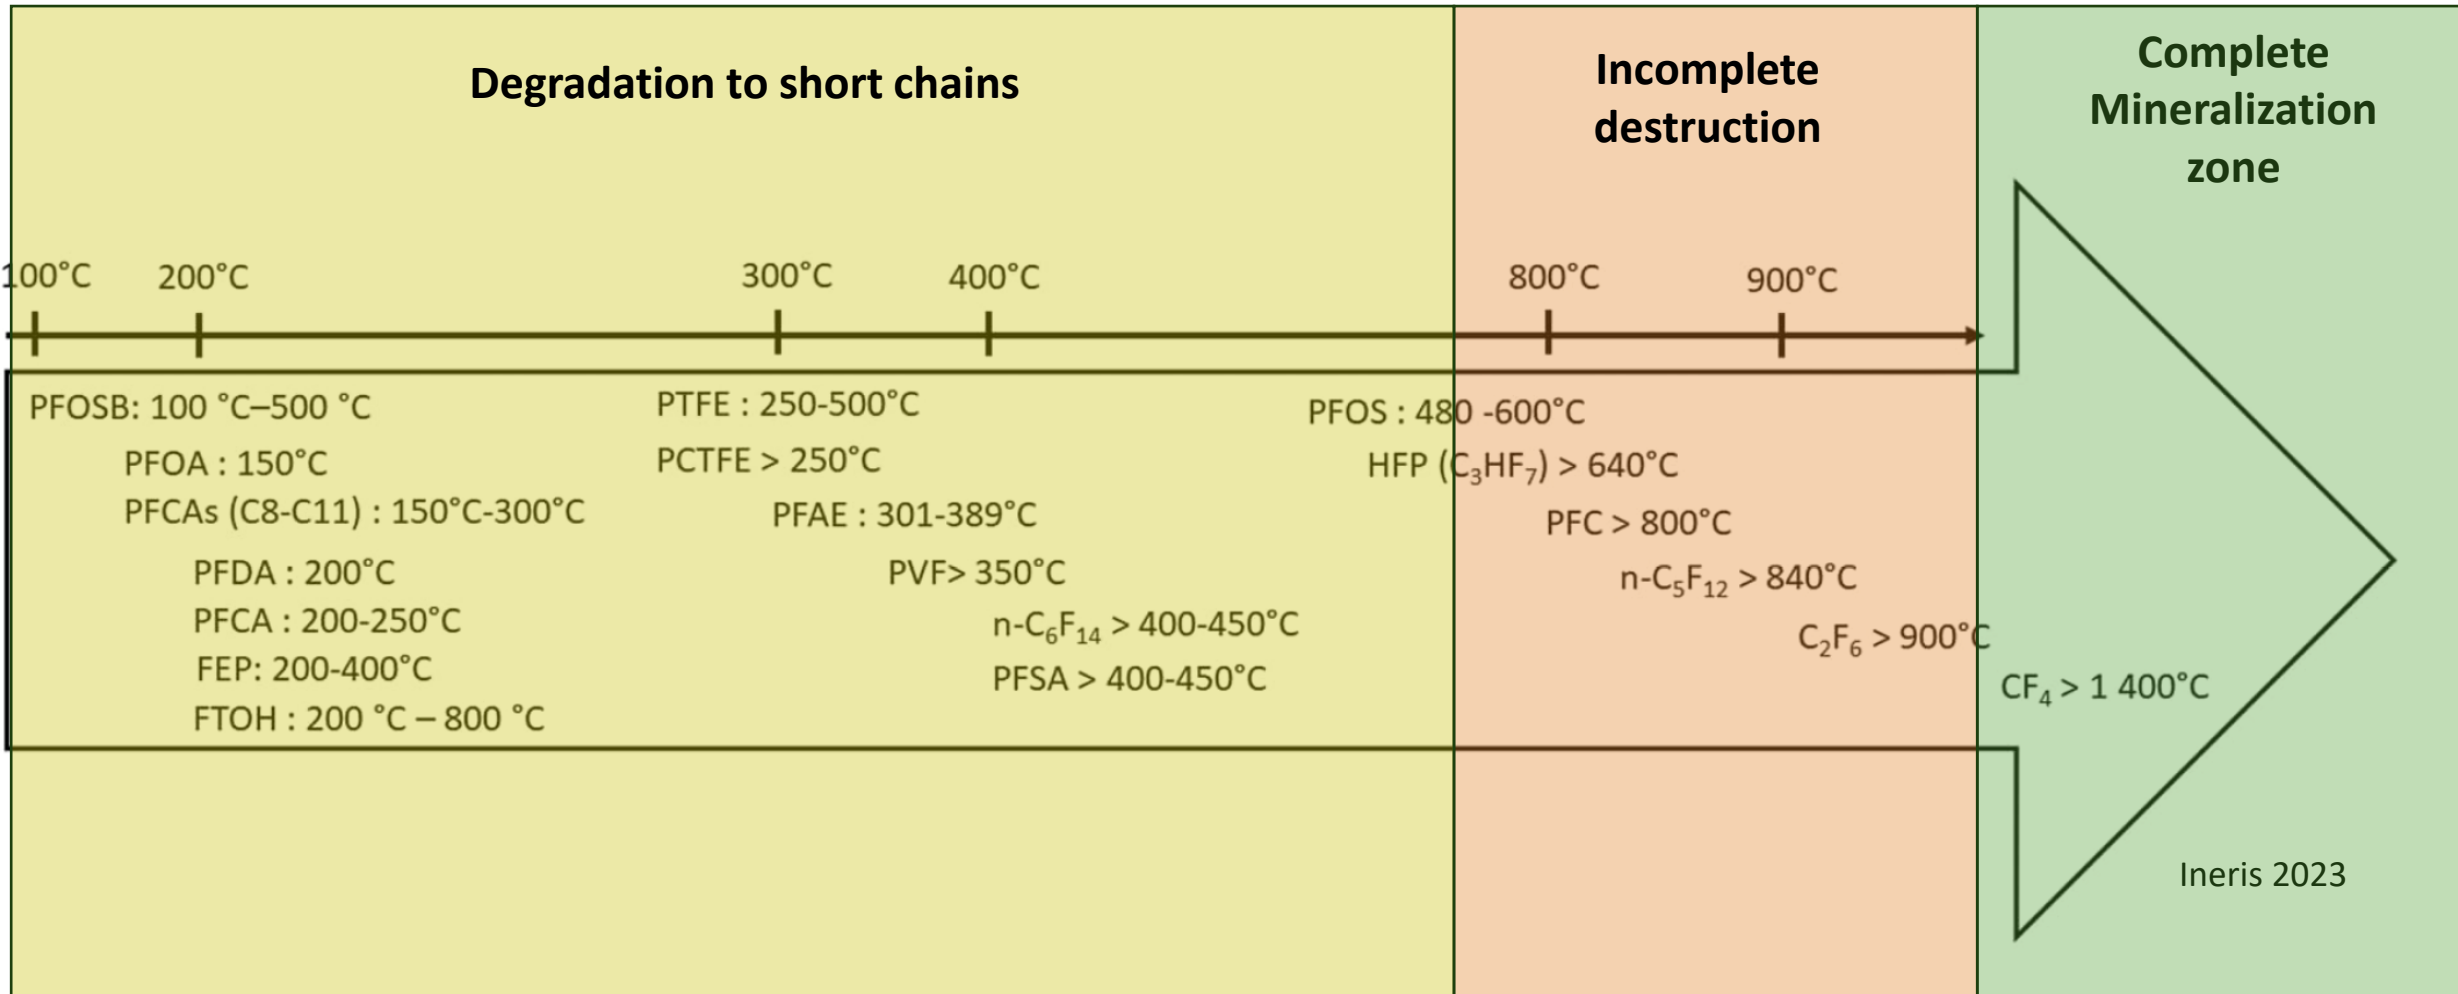 Degradation to short chains
Incomplete
destruction
Complete
Mineralization
zone
100°C
200°C
300°C
400°C
800°C
900°C
PFOSB: 100 °C–500 °C
PFOA : 150°C
PFCAs (C8-C11) : 150°C-300°C
PFDA : 200°C
PFCA : 200-250°C
FEP: 200-400°C
FTOH : 200 °C – 800 °C
PTFE : 250-500°C
PCTFE > 250°C
PFAE : 301-389°C
PVF> 350°C
n-C₆F₁₄ > 400-450°C
PFSA > 400-450°C
PFOS : 480 -600°C
HFP (C₃HF₇) > 640°C
PFC > 800°C
n-C₅F₁₂ > 840°C
C₂F₆ > 900°C
CF₄ > 1 400°C
Ineris 2023